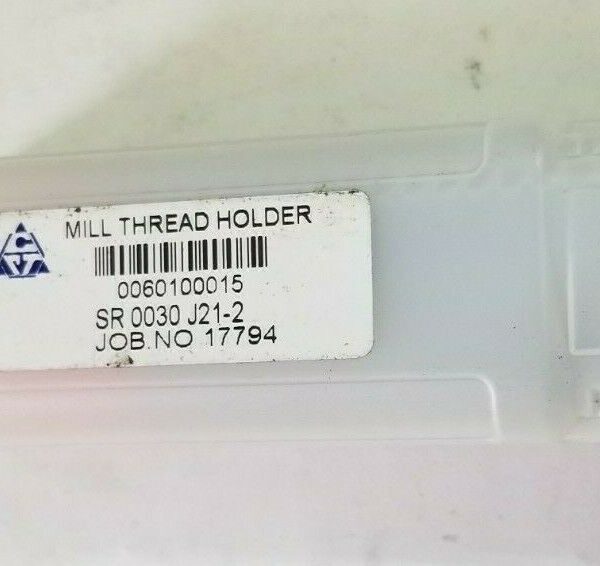 MILL THREAD HOLDER
0060100015
SR 0030 J21-2
JOB.NO 17794